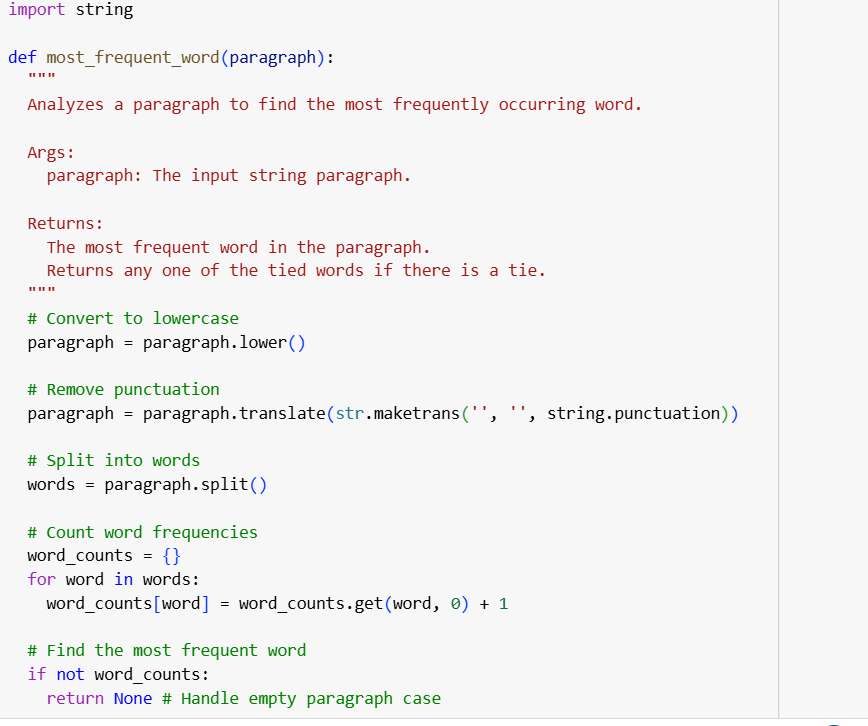 import string
def most_frequent_word(paragraph):
"""
Analyzes a paragraph to find the most frequently occurring word.
Args:
paragraph: The input string paragraph.
Returns:
The most frequent word in the paragraph.
Returns any one of the tied words if there is a tie.
"""
# Convert to lowercase
paragraph = paragraph.lower()
# Remove punctuation
paragraph = paragraph.translate(str.maketrans('', '', string.punctuation))
# Split into words
words = paragraph.split()
# Count word frequencies
word_counts = {}
for word in words:
word_counts[word] = word_counts.get(word, 0) + 1
# Find the most frequent word
if not word_counts:
return None # Handle empty paragraph case